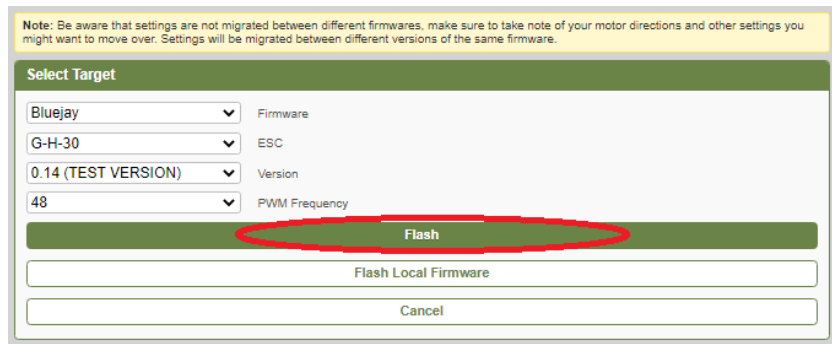 Note: Be aware that settings are not migrated between different firmwares, make sure to take note of your motor directions and other settings you
might want to move over. Settings will be migrated between different versions of the same firmware.
Select Target
Bluejay Firmware
G-H-30 ESC
0.14 (TEST VERSION) Version
48 PWM Frequency
Flash
Flash Local Firmware
Cancel